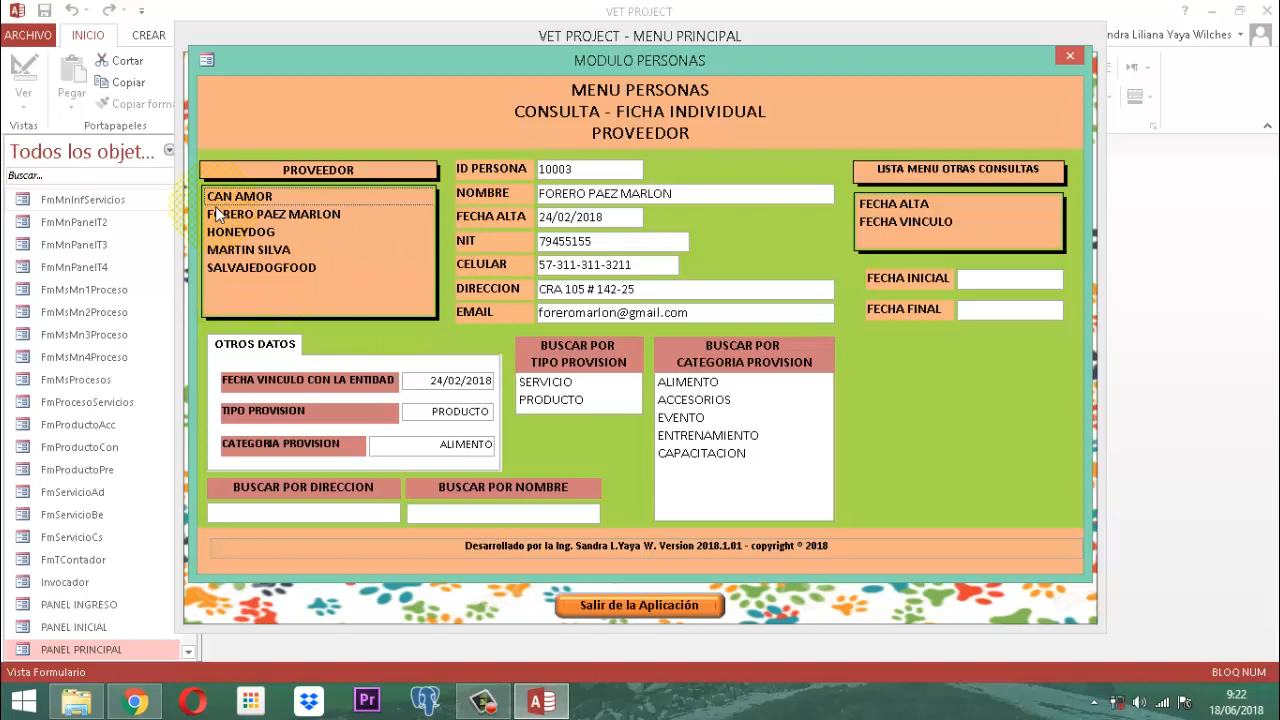 VET PROJECT
ARCHIVO
INICIO
CREAR
ndra Liliana Yaya Wilches
Ver
Pegar
Cortar
Copiar
Copiar forma
Vistas
Portapapeles
Todos los objet...
Buscar...
FmMnInfServicios
FmMnPanelT2
FmMnPanelT3
FmMnPanelT4
FmMsMn1Proceso
FmMsMn2Proceso
FmMsMn3Proceso
FmMsMn4Proceso
FmMsProcesos
FmProcesoServicios
FmProductoAcc
FmProductoCon
FmProductoPre
FmServicioAd
FmServicioBe
FmServicioCs
FmTContador
Invocador
PANEL INGRESO
PANEL INICIAL
PANEL PRINCIPAL
VET PROJECT - MENU PRINCIPAL
MODULO PERSONAS
MENU PERSONAS
CONSULTA - FICHA INDIVIDUAL
PROVEEDOR
PROVEEDOR
CAN AMOR
FORERO PAEZ MARLON
HONEYDOG
MARTIN SILVA
SALVAJEDOGFOOD
ID PERSONA 10003
NOMBRE FORERO PAEZ MARLON
FECHA ALTA 24/02/2018
NIT 79455155
CELULAR 57-311-311-3211
DIRECCION CRA 105 # 142-25
EMAIL foreromarlon@gmail.com
LISTA MENU OTRAS CONSULTAS
FECHA ALTA
FECHA VINCULO
FECHA INICIAL
FECHA FINAL
OTROS DATOS
FECHA VINCULO CON LA ENTIDAD 24/02/2018
TIPO PROVISION PRODUCTO
CATEGORIA PROVISION ALIMENTO
BUSCAR POR
TIPO PROVISION
SERVICIO
PRODUCTO
BUSCAR POR
CATEGORIA PROVISION
ALIMENTO
ACCESORIOS
EVENTO
ENTRENAMIENTO
CAPACITACION
BUSCAR POR DIRECCION
BUSCAR POR NOMBRE
Desarrollado por la Ing. Sandra L.Yaya W. Version 2018.1.01 - copyright © 2018
Salir de la Aplicación
Vista Formulario
BLOQ NUM
Pr
9:22
18/06/2018